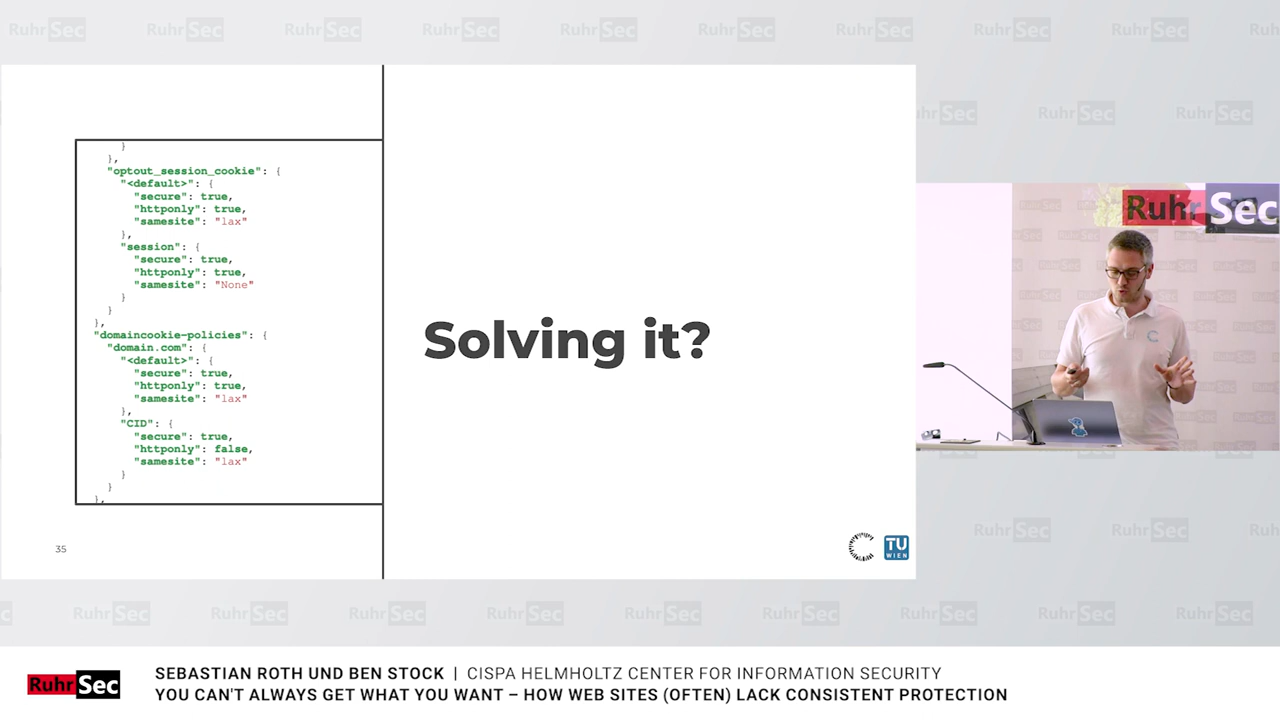 }
},
"optout_session_cookie": {
"<default>": {
"secure": true,
"httponly": true,
"samesite": "lax"
},
"session": {
"secure": true,
"httponly": true,
"samesite": "None"
}
}
},
"domaincookie-policies": {
"domain.com": {
"<default>": {
"secure": true,
"httponly": true,
"samesite": "lax"
},
"CID": {
"secure": true,
"httponly": false,
"samesite": "lax"
}
}
},
Solving it?
35
TU
WIEN
RuhrSec
RuhrSec
SEBASTIAN ROTH UND BEN STOCK | CISPA HELMHOLTZ CENTER FOR INFORMATION SECURITY
YOU CAN'T ALWAYS GET WHAT YOU WANT – HOW WEB SITES (OFTEN) LACK CONSISTENT PROTECTION